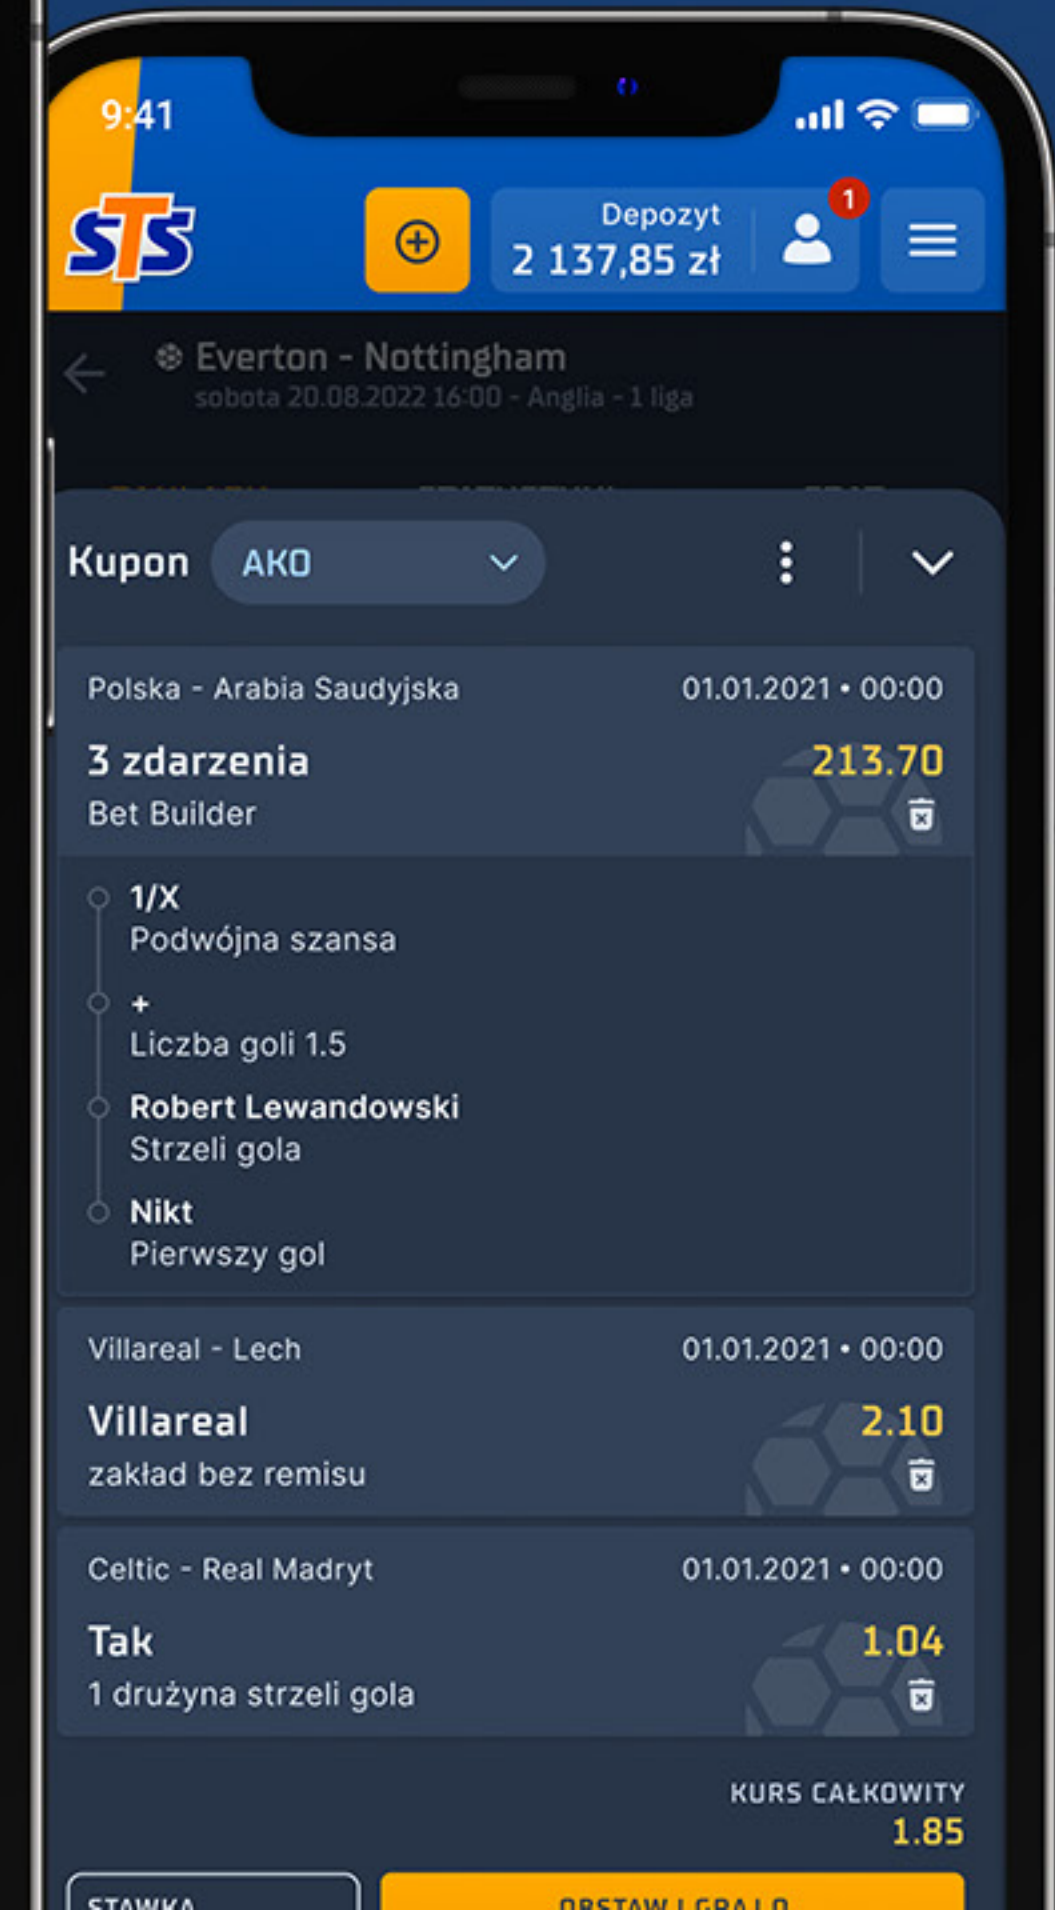 9:41
STS
Depozyt
2 137,85 zł
1
Everton - Nottingham
sobota 20.08.2022 16:00 - Anglia - 1 liga
Kupon AKO
Polska - Arabia Saudyjska 01.01.2021 • 00:00
3 zdarzenia 213.70
Bet Builder
1/X
Podwójna szansa
+
Liczba goli 1.5
Robert Lewandowski
Strzeli gola
Nikt
Pierwszy gol
Villareal - Lech 01.01.2021 • 00:00
Villareal 2.10
zakład bez remisu
Celtic - Real Madryt 01.01.2021 • 00:00
Tak 1.04
1 drużyna strzeli gola
KURS CAŁKOWITY
1.85
STAWKA